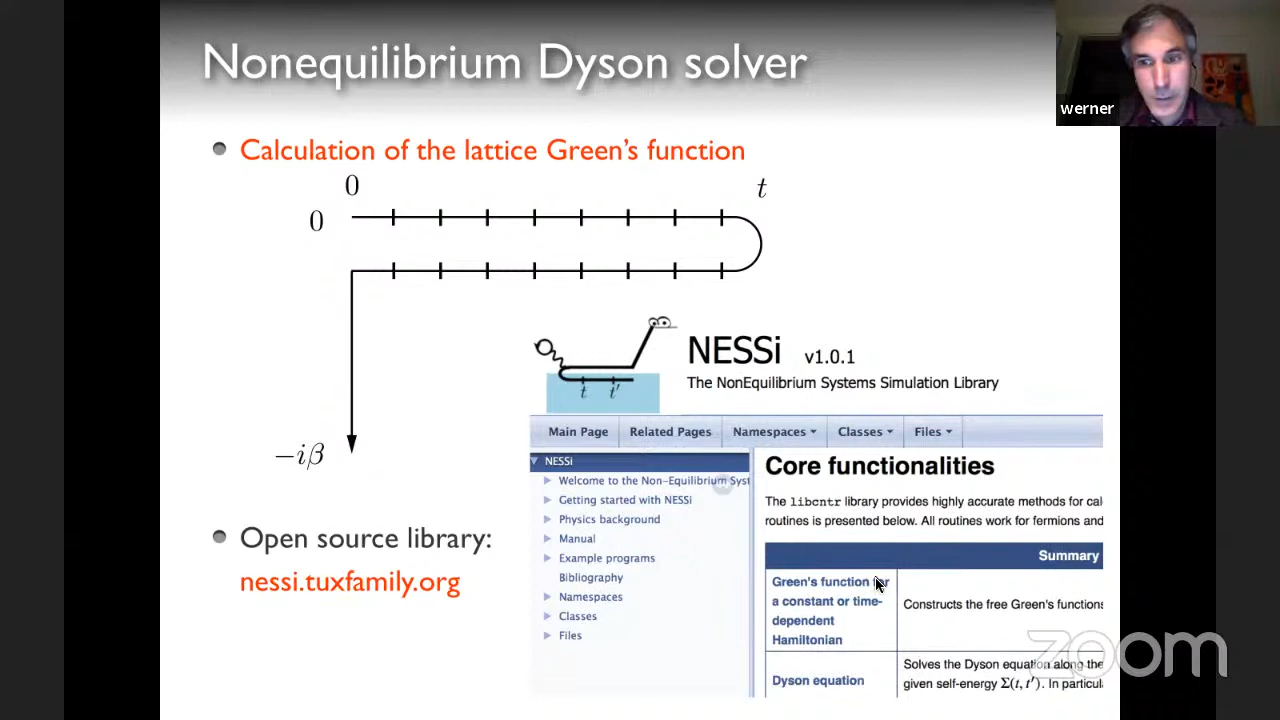 Nonequilibrium Dyson solver
werner
Calculation of the lattice Green's function
0
t
0
−iβ
NESSi v1.0.1
The NonEquilibrium Systems Simulation Library
t t′
Main Page Related Pages Namespaces Classes Files
NESSi
Welcome to the Non-Equilibrium Syst
Getting started with NESSi
Physics background
Manual
Example programs
Bibliography
Namespaces
Classes
Files
Core functionalities
The libcntr library provides highly accurate methods for cal
routines is presented below. All routines work for fermions and
Summary
Green's function for
a constant or time-
dependent
Hamiltonian
Constructs the free Green's functions
Dyson equation
Solves the Dyson equation along the
given self-energy Σ(t, t′). In particula
Open source library:
nessi.tuxfamily.org
zoom